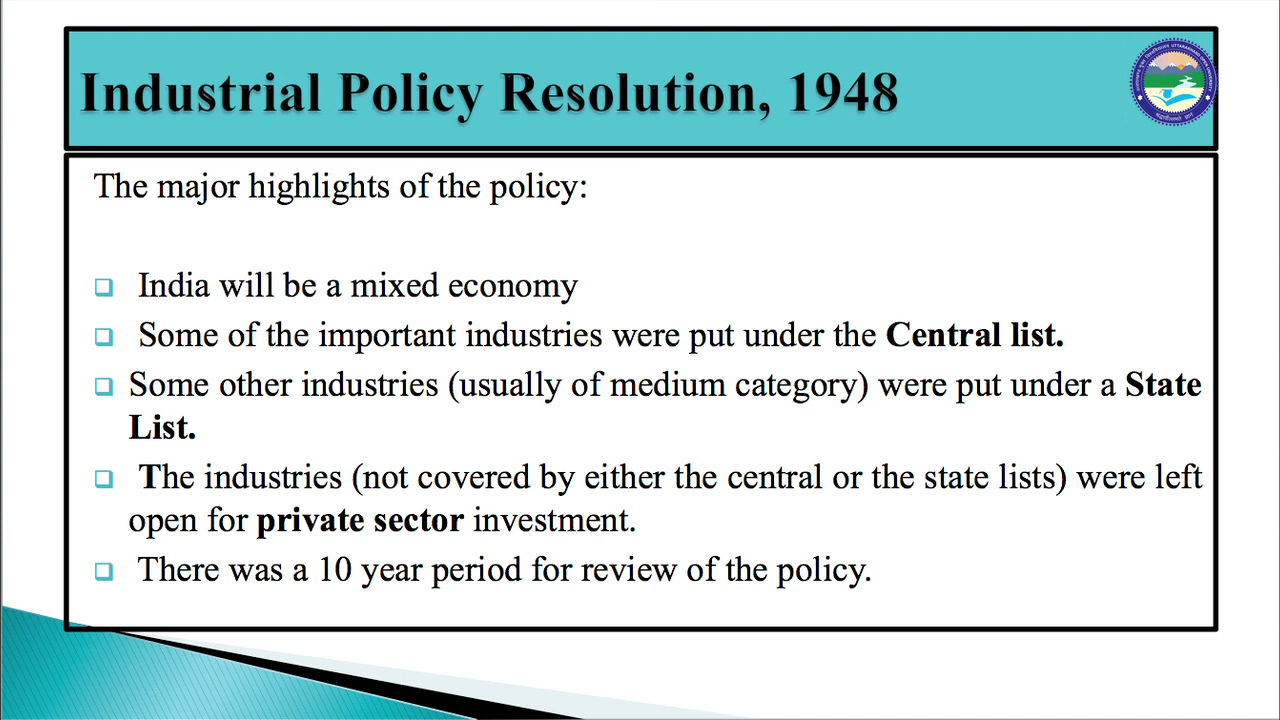 Industrial Policy Resolution, 1948
The major highlights of the policy:
India will be a mixed economy
Some of the important industries were put under the Central list.
Some other industries (usually of medium category) were put under a State
List.
The industries (not covered by either the central or the state lists) were left
open for private sector investment.
There was a 10 year period for review of the policy.